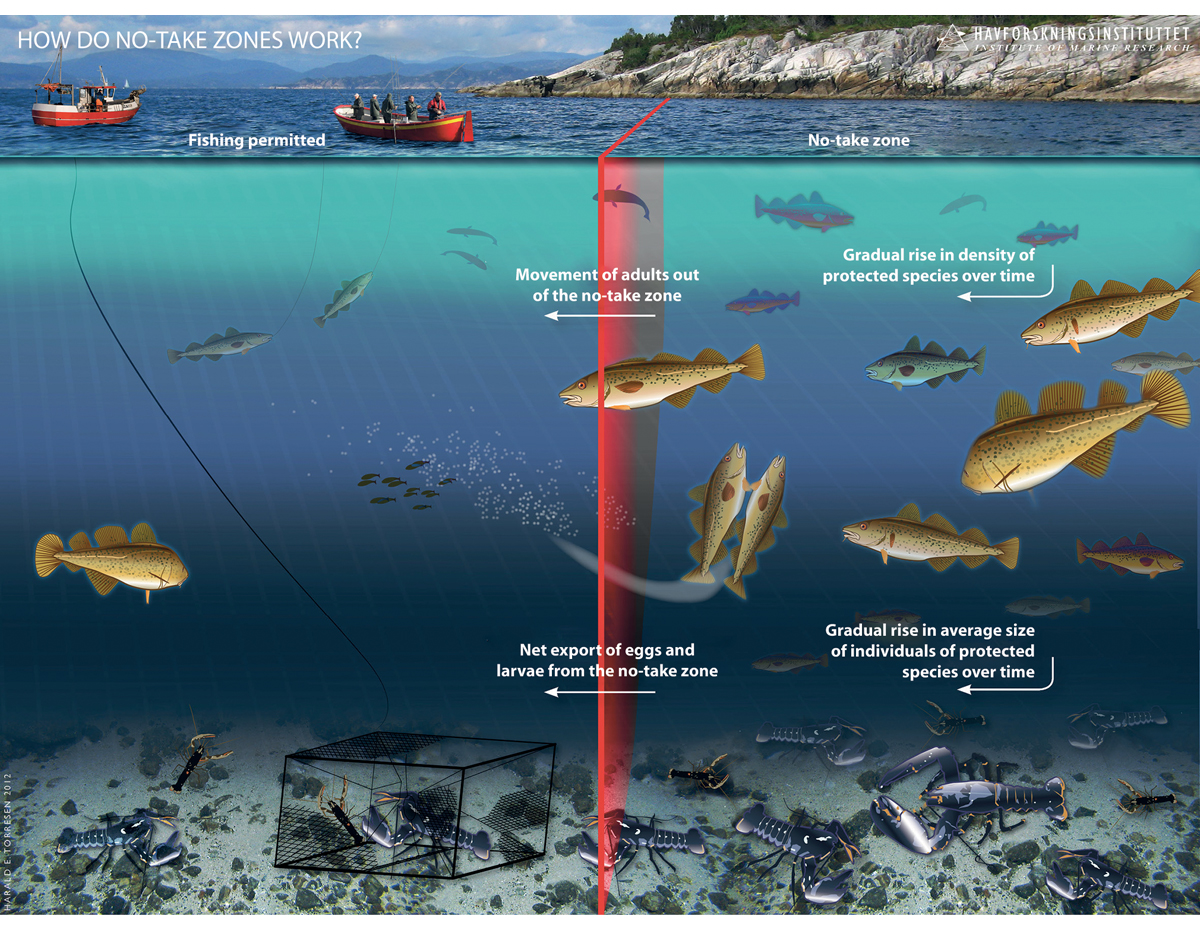 HOW DO NO-TAKE ZONES WORK?
HAVFORSKNINGSINSTITUTTET
INSTITUTE OF MARINE RESEARCH
Fishing permitted
No-take zone
Movement of adults out
of the no-take zone
Gradual rise in density of
protected species over time
Net export of eggs and
larvae from the no-take zone
Gradual rise in average size
of individuals of protected
species over time
HARALD E TØRRESEN 2012